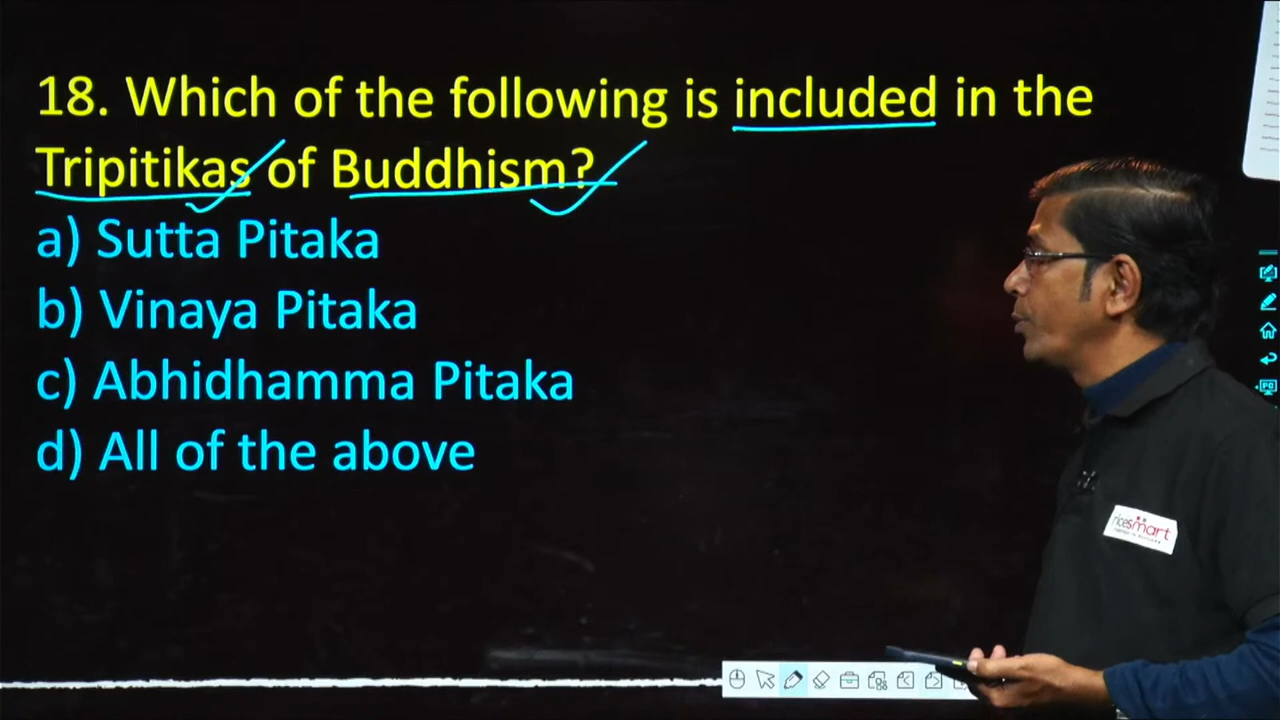 18. Which of the following is included in the
Tripitikas of Buddhism?
a) Sutta Pitaka
b) Vinaya Pitaka
c) Abhidhamma Pitaka
d) All of the above
ricesmart